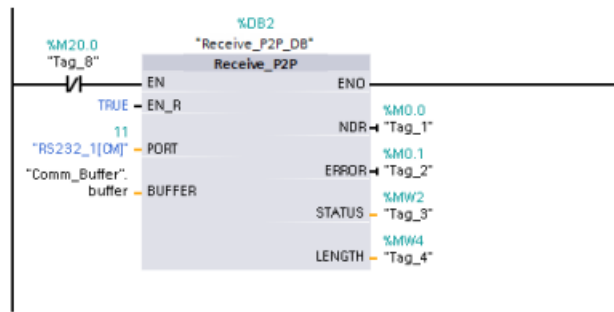 %DB2
"Receive_P2P_DB"
%M20.0
"Tag_8"
Receive_P2P
EN
ENO
TRUE
EN_R
%M0.0
NDR
"Tag_1"
11
"RS232_1[CM]"
PORT
%M0.1
ERROR
"Tag_2"
"Comm_Buffer".
buffer
BUFFER
%MW2
STATUS
"Tag_3"
%MW4
LENGTH
"Tag_4"